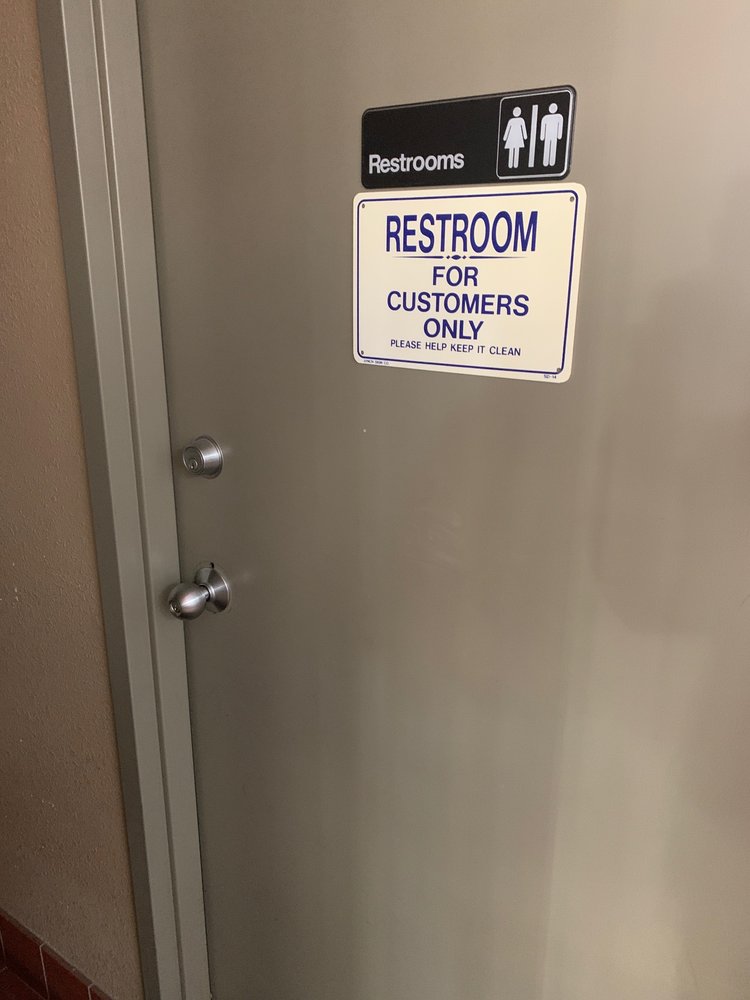 Restrooms
RESTROOM
FOR
CUSTOMERS
ONLY
PLEASE HELP KEEP IT CLEAN